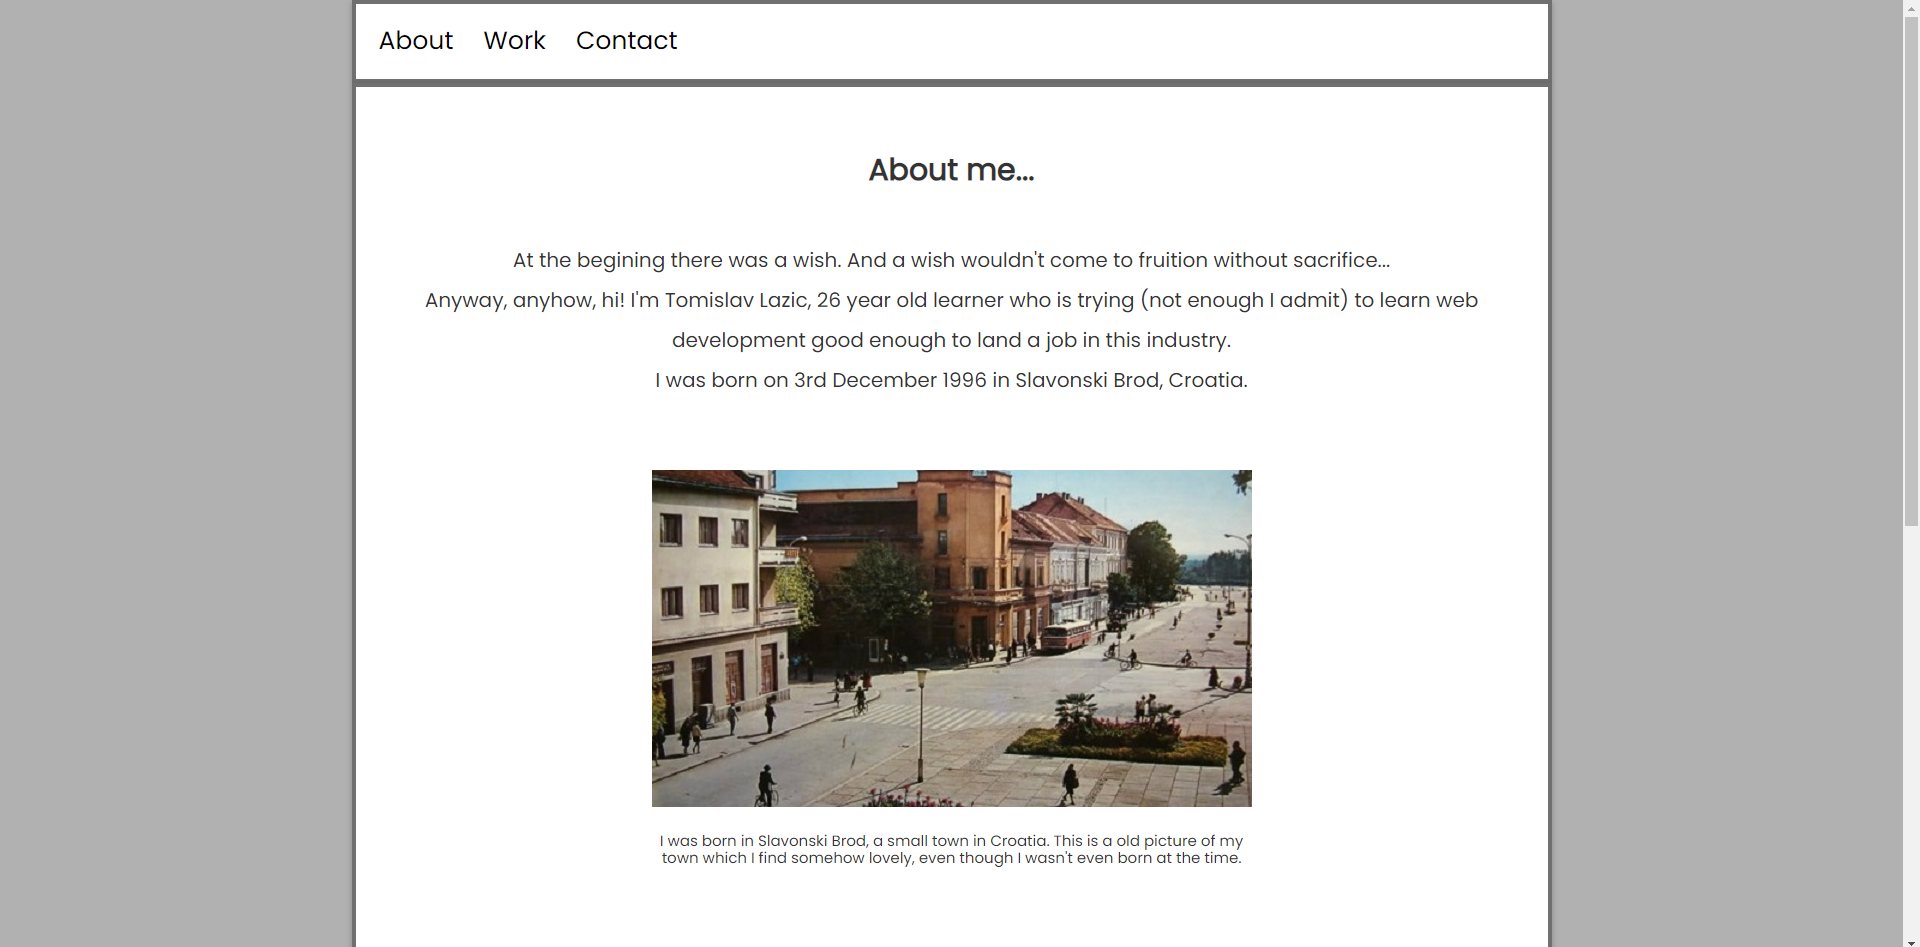 About Work Contact
About me...
At the begining there was a wish. And a wish wouldn't come to fruition without sacrifice...
Anyway, anyhow, hi! I'm Tomislav Lazic, 26 year old learner who is trying (not enough I admit) to learn web
development good enough to land a job in this industry.
I was born on 3rd December 1996 in Slavonski Brod, Croatia.
I was born in Slavonski Brod, a small town in Croatia. This is a old picture of my
town which I find somehow lovely, even though I wasn't even born at the time.